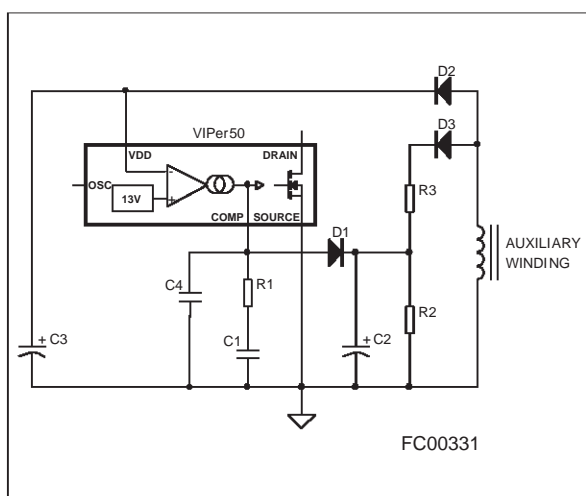 D2
VIPer50
D3
VDD
DRAIN
-
OSC
13V
+
COMP SOURCE
R3
D1
AUXILIARY
WINDING
C4
R1
R2
+ C3
C1
+ C2
FC00331